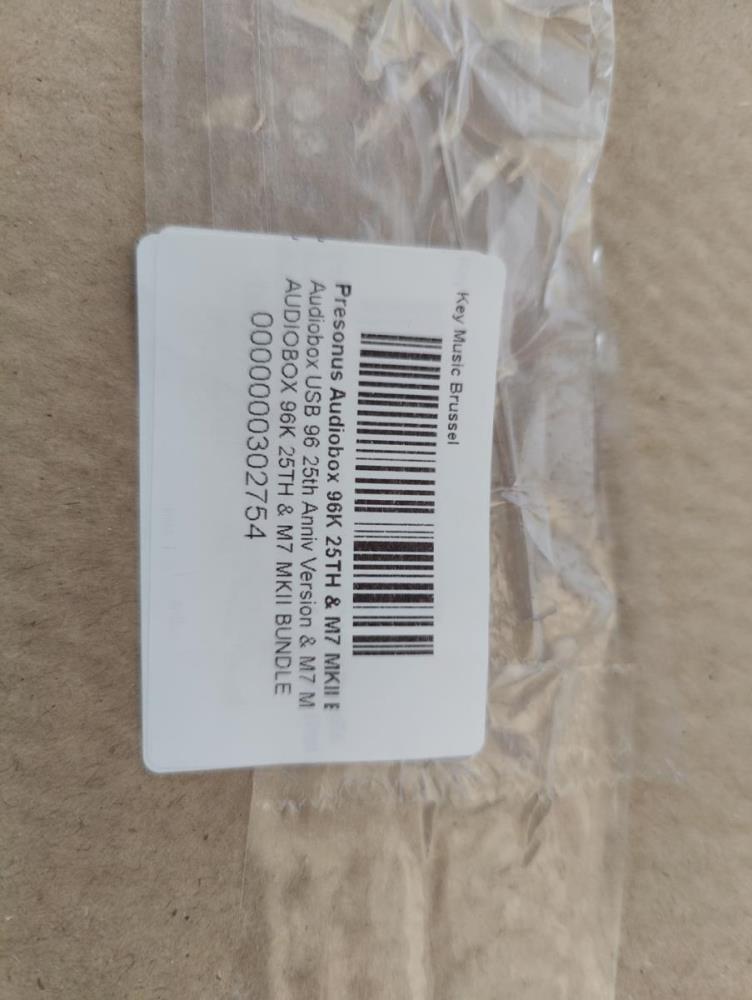 Key Music Brussel
Presonus Audiobox 96K 25TH & M7 MKII B
Audiobox USB 96 25th Anniv Version & M7 M
AUDIOBOX 96K 25TH & M7 MKII BUNDLE
0000000302754